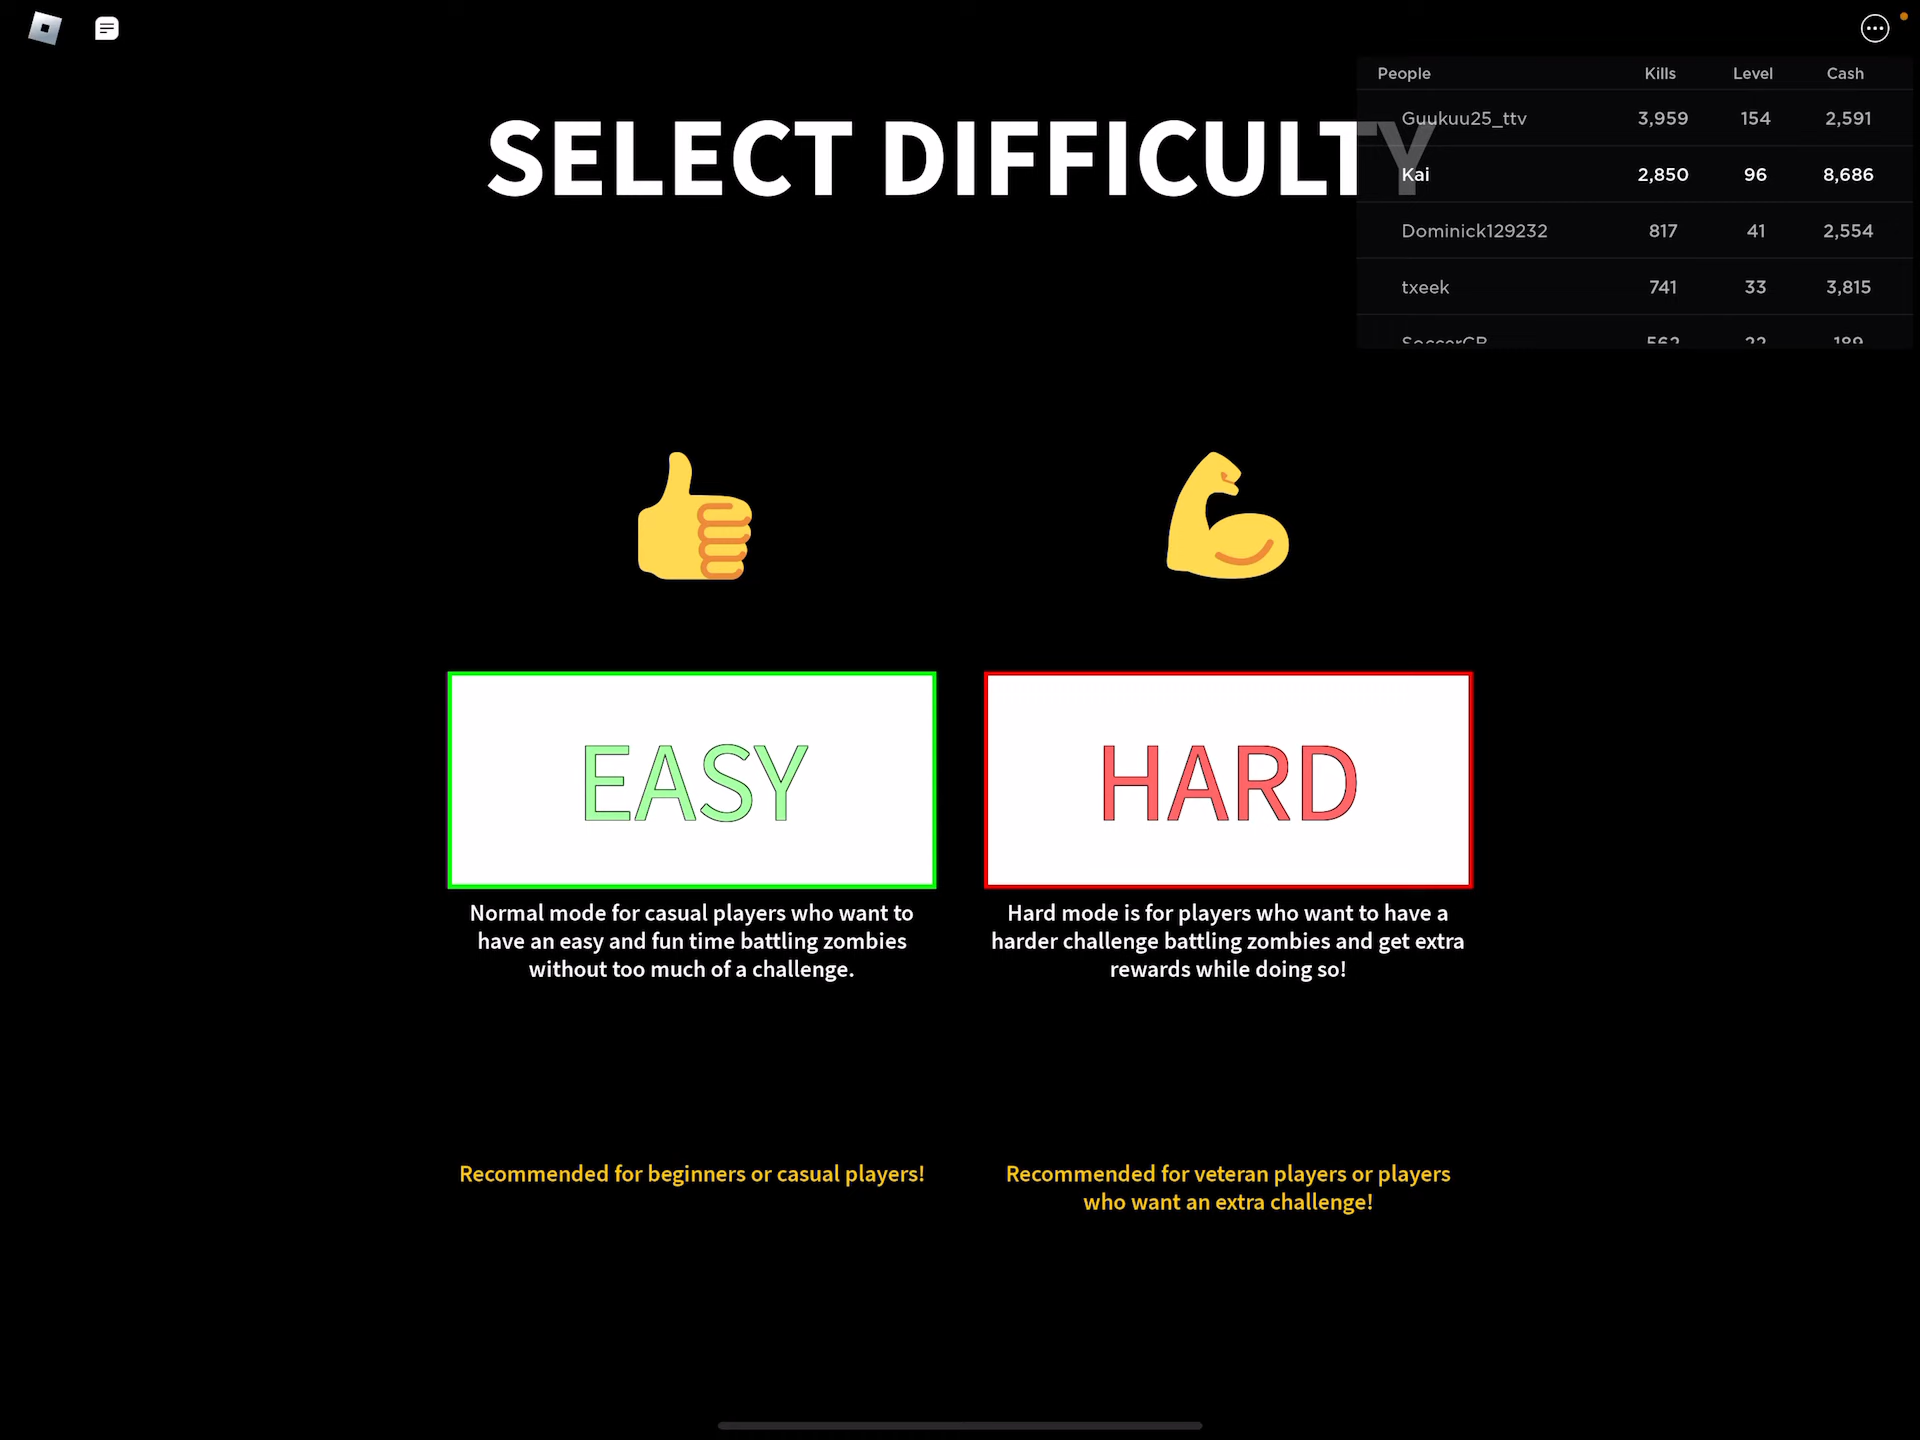 People Kills Level Cash
SELECT DIFFICULTY
Guukuu25_ttv 3,959 154 2,591
Kai 2,850 96 8,686
Dominick129232 817 41 2,554
txeek 741 33 3,815
EASY
Normal mode for casual players who want to
have an easy and fun time battling zombies
without too much of a challenge.
Recommended for beginners or casual players!
HARD
Hard mode is for players who want to have a
harder challenge battling zombies and get extra
rewards while doing so!
Recommended for veteran players or players
who want an extra challenge!